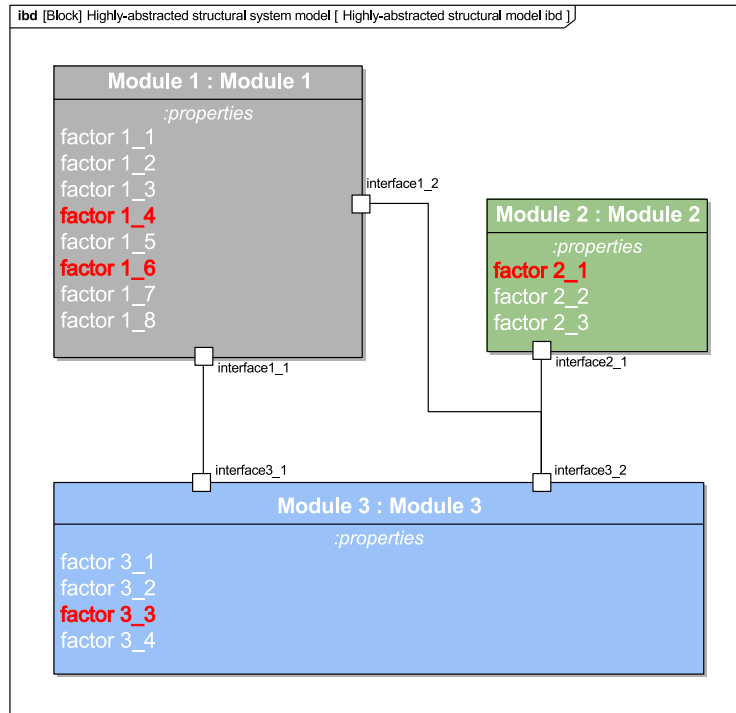 ibd [Block] Highly-abstracted structural system model [ Highly-abstracted structural model ibd ]
Module 1 : Module 1
:properties
factor 1_1
factor 1_2
factor 1_3
factor 1_4
factor 1_5
factor 1_6
factor 1_7
factor 1_8
interface1_2
interface1_1
Module 2 : Module 2
:properties
factor 2_1
factor 2_2
factor 2_3
interface2_1
interface3_1
interface3_2
Module 3 : Module 3
:properties
factor 3_1
factor 3_2
factor 3_3
factor 3_4